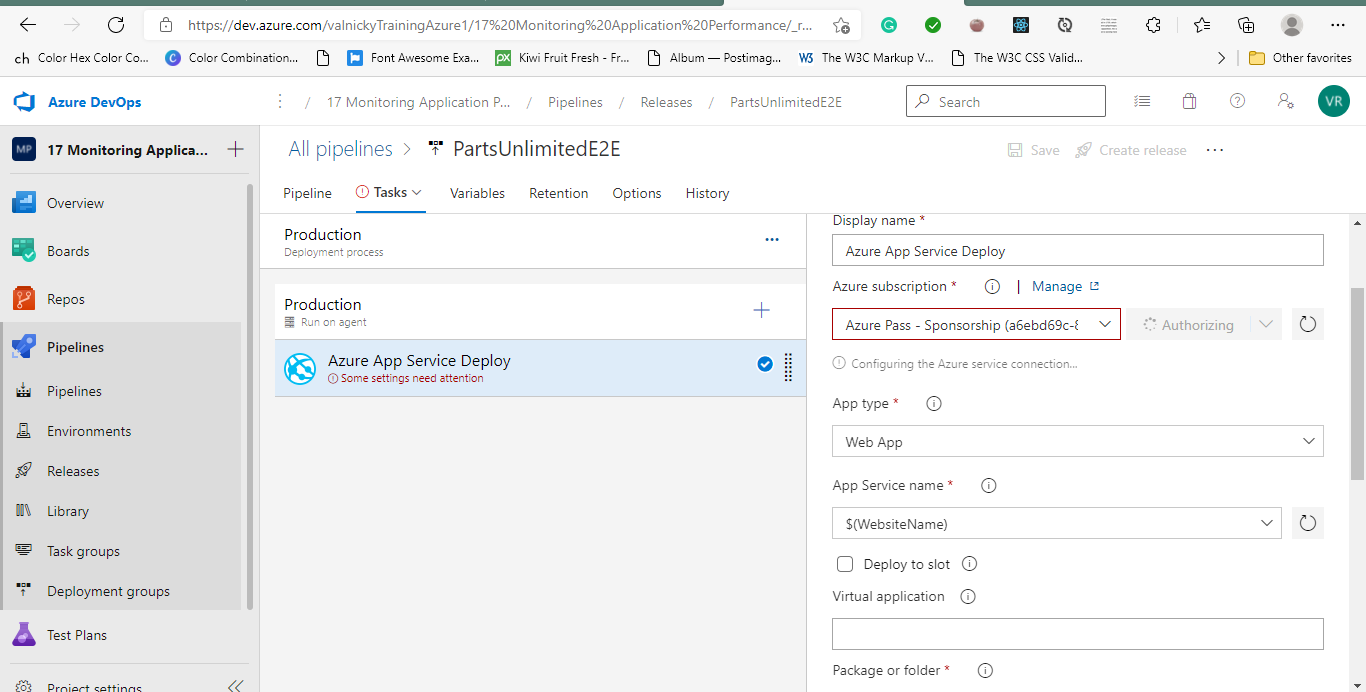 https://dev.azure.com/valnickyTrainingAzure1/17%20Monitoring%20Application%20Performance/_r...
ch Color Hex Color Co...
C Color Combination...
Font Awesome Exa...
px Kiwi Fruit Fresh - Fr...
Album — Postimag...
W3 The W3C Markup V...
The W3C CSS Valid...
Other favorites
Azure DevOps
/ 17 Monitoring Application P... / Pipelines / Releases / PartsUnlimitedE2E
Search
VR
MP 17 Monitoring Applica...
Overview
Boards
Repos
Pipelines
Pipelines
Environments
Releases
Library
Task groups
Deployment groups
Test Plans
Project settings
All pipelines > PartsUnlimitedE2E
Save
Create release
Pipeline
Tasks
Variables
Retention
Options
History
Production
Deployment process
Production
Run on agent
Azure App Service Deploy
Some settings need attention
Display name *
Azure App Service Deploy
Azure subscription * | Manage
Azure Pass - Sponsorship (a6ebd69c-8
Authorizing
Configuring the Azure service connection...
App type *
Web App
App Service name *
$(WebsiteName)
Deploy to slot
Virtual application
Package or folder *